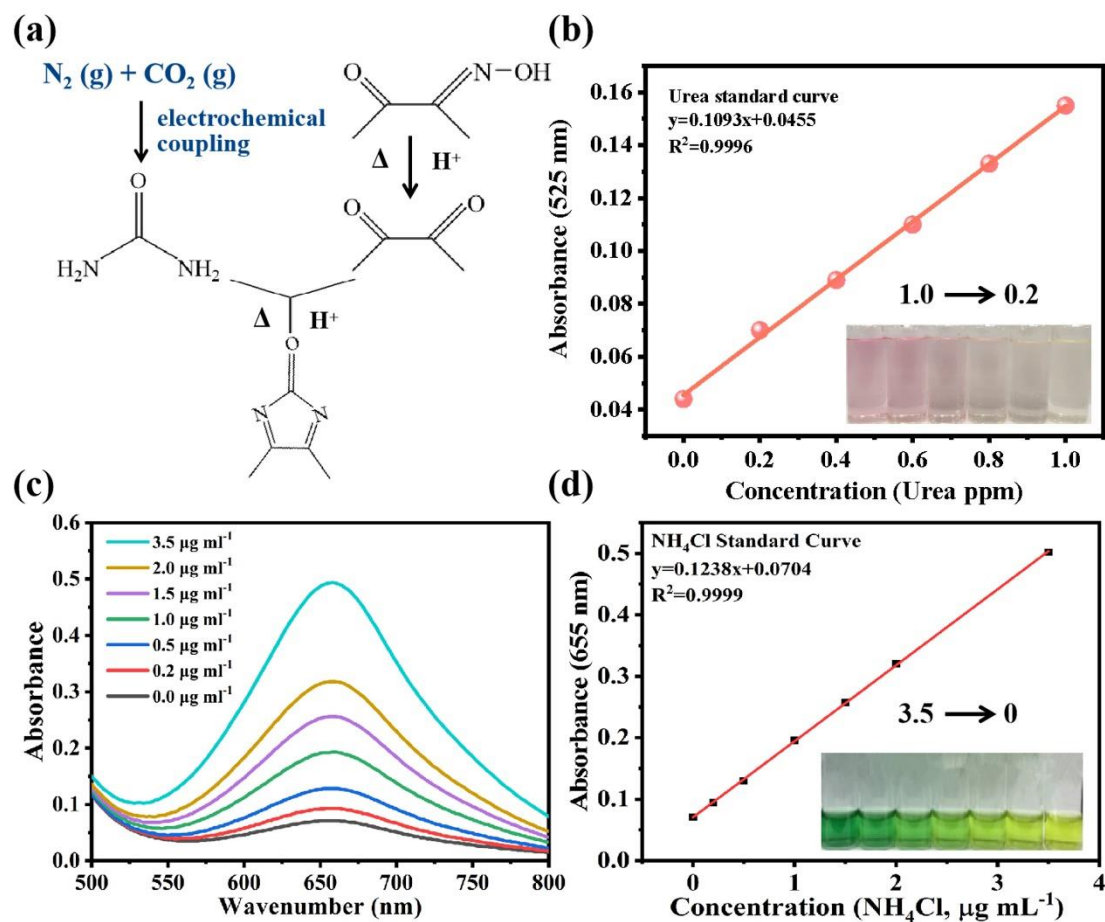 (a)
N₂ (g) + CO₂ (g)
electrochemical
coupling
O
H₂N
NH₂
O
N
OH
Δ
H⁺
O
O
Δ
H⁺
O
N
N
(b)
Urea standard curve
y=0.1093x+0.0455
R²=0.9996
1.0
0.2
Absorbance (525 nm)
0.16
0.14
0.12
0.10
0.08
0.06
0.04
0.0
0.2
0.4
0.6
0.8
1.0
Concentration (Urea ppm)
(c)
3.5 μg ml⁻¹
2.0 μg ml⁻¹
1.5 μg ml⁻¹
1.0 μg ml⁻¹
0.5 μg ml⁻¹
0.2 μg ml⁻¹
0.0 μg ml⁻¹
Absorbance
0.6
0.5
0.4
0.3
0.2
0.1
0.0
500
550
600
650
700
750
800
Wavenumber (nm)
(d)
NH₄Cl Standard Curve
y=0.1238x+0.0704
R²=0.9999
3.5
0
Absorbance (655 nm)
0.5
0.4
0.3
0.2
0.1
0.0
0
1
2
3
4
Concentration (NH₄Cl, μg mL⁻¹)